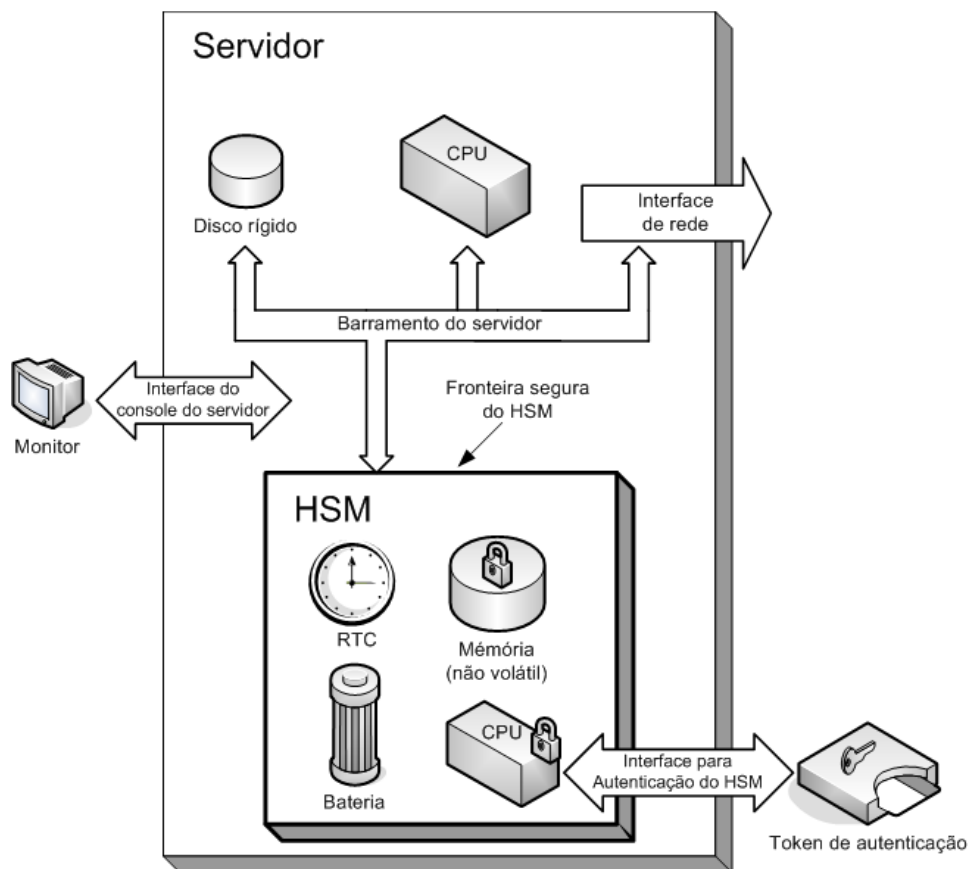 Servidor
CPU
Disco rígido
Interface
de rede
Barramento do servidor
Interface do
console do servidor
Monitor
Fronteira segura
do HSM
HSM
RTC
Mémória
(não volátil)
Bateria
CPU
Interface para
Autenticação do HSM
Token de autenticação